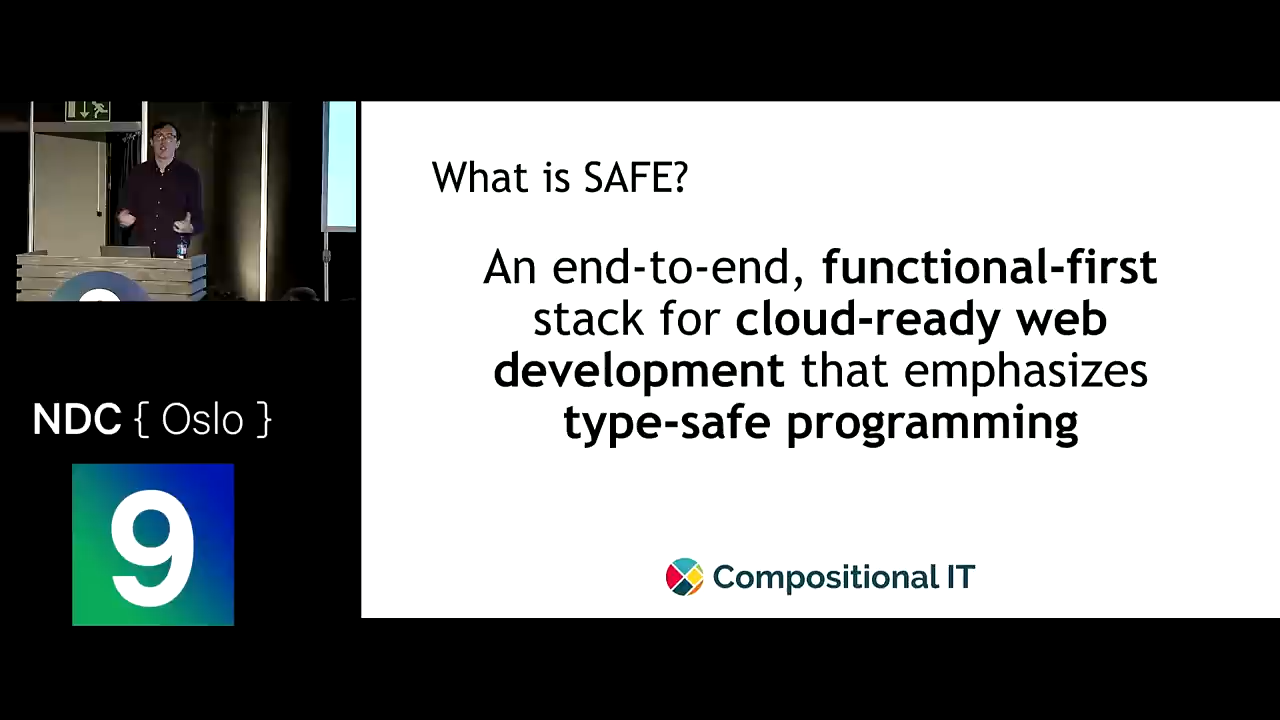 What is SAFE?
An end-to-end, functional-first
stack for cloud-ready web
development that emphasizes
type-safe programming
Compositional IT
NDC { Oslo }
9